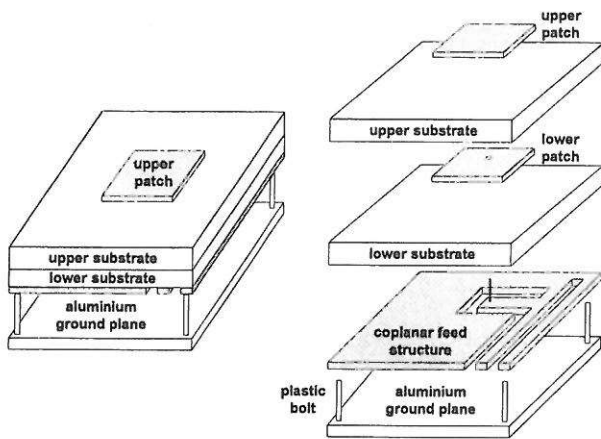 upper
patch
upper substrate
lower substrate
aluminium
ground plane
upper
patch
upper substrate
lower
patch
lower substrate
coplanar feed
structure
plastic
bolt
aluminium
ground plane